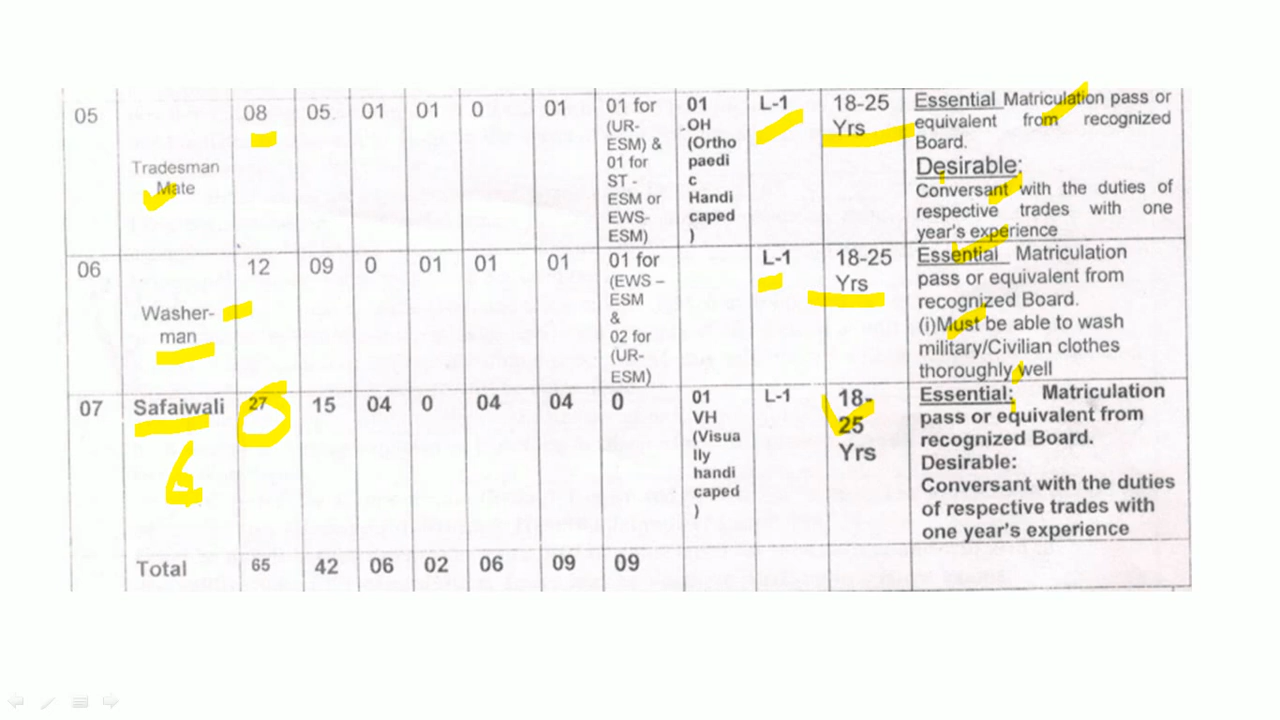 05
Tradesman
Mate
08
05
01
01
0
01
01 for
(UR-
ESM) &
01 for
ST -
ESM or
EWS-
ESM)
01
OH
(Ortho
paedi
c
Handi
caped
)
L-1
18-25
Yrs
Essential Matriculation pass or
equivalent from recognized
Board.
Desirable:
Conversant with the duties of
respective trades with one
year's experience
06
Washer-
man
12
09
0
01
01
01
01 for
(EWS –
ESM
&
02 for
(UR-
ESM)
L-1
18-25
Yrs
Essential Matriculation
pass or equivalent from
recognized Board.
(i)Must be able to wash
military/Civilian clothes
thoroughly well
07
Safaiwali
27
15
04
0
04
04
0
01
VH
(Visua
lly
handi
caped
)
L-1
18-
25
Yrs
Essential: Matriculation
pass or equivalent from
recognized Board.
Desirable:
Conversant with the duties
of respective trades with
one year's experience
Total
65
42
06
02
06
09
09